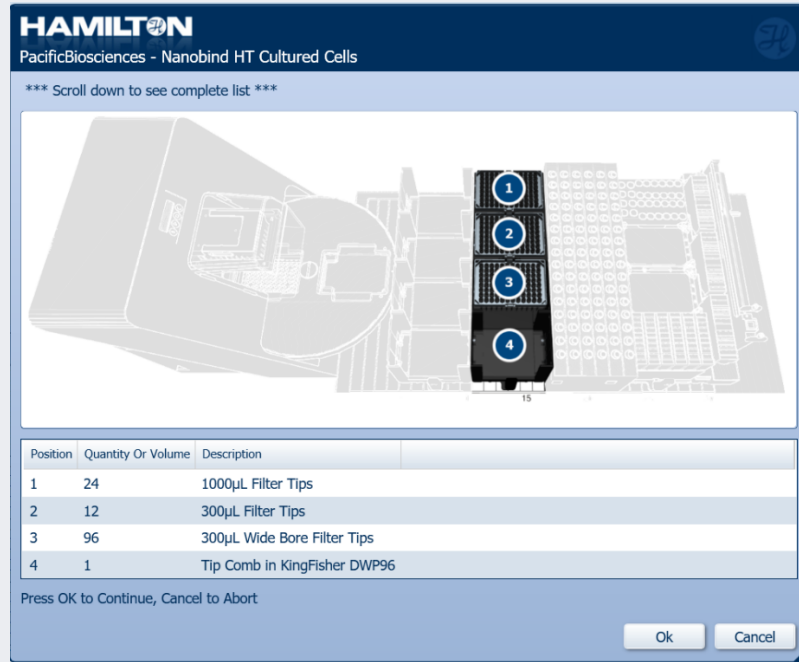 HAMILTON
PacificBiosciences - Nanobind HT Cultured Cells
*** Scroll down to see complete list ***
1
2
3
4
15
Position Quantity Or Volume Description
1 24 1000µL Filter Tips
2 12 300µL Filter Tips
3 96 300µL Wide Bore Filter Tips
4 1 Tip Comb in KingFisher DWP96
Press OK to Continue, Cancel to Abort
Ok Cancel